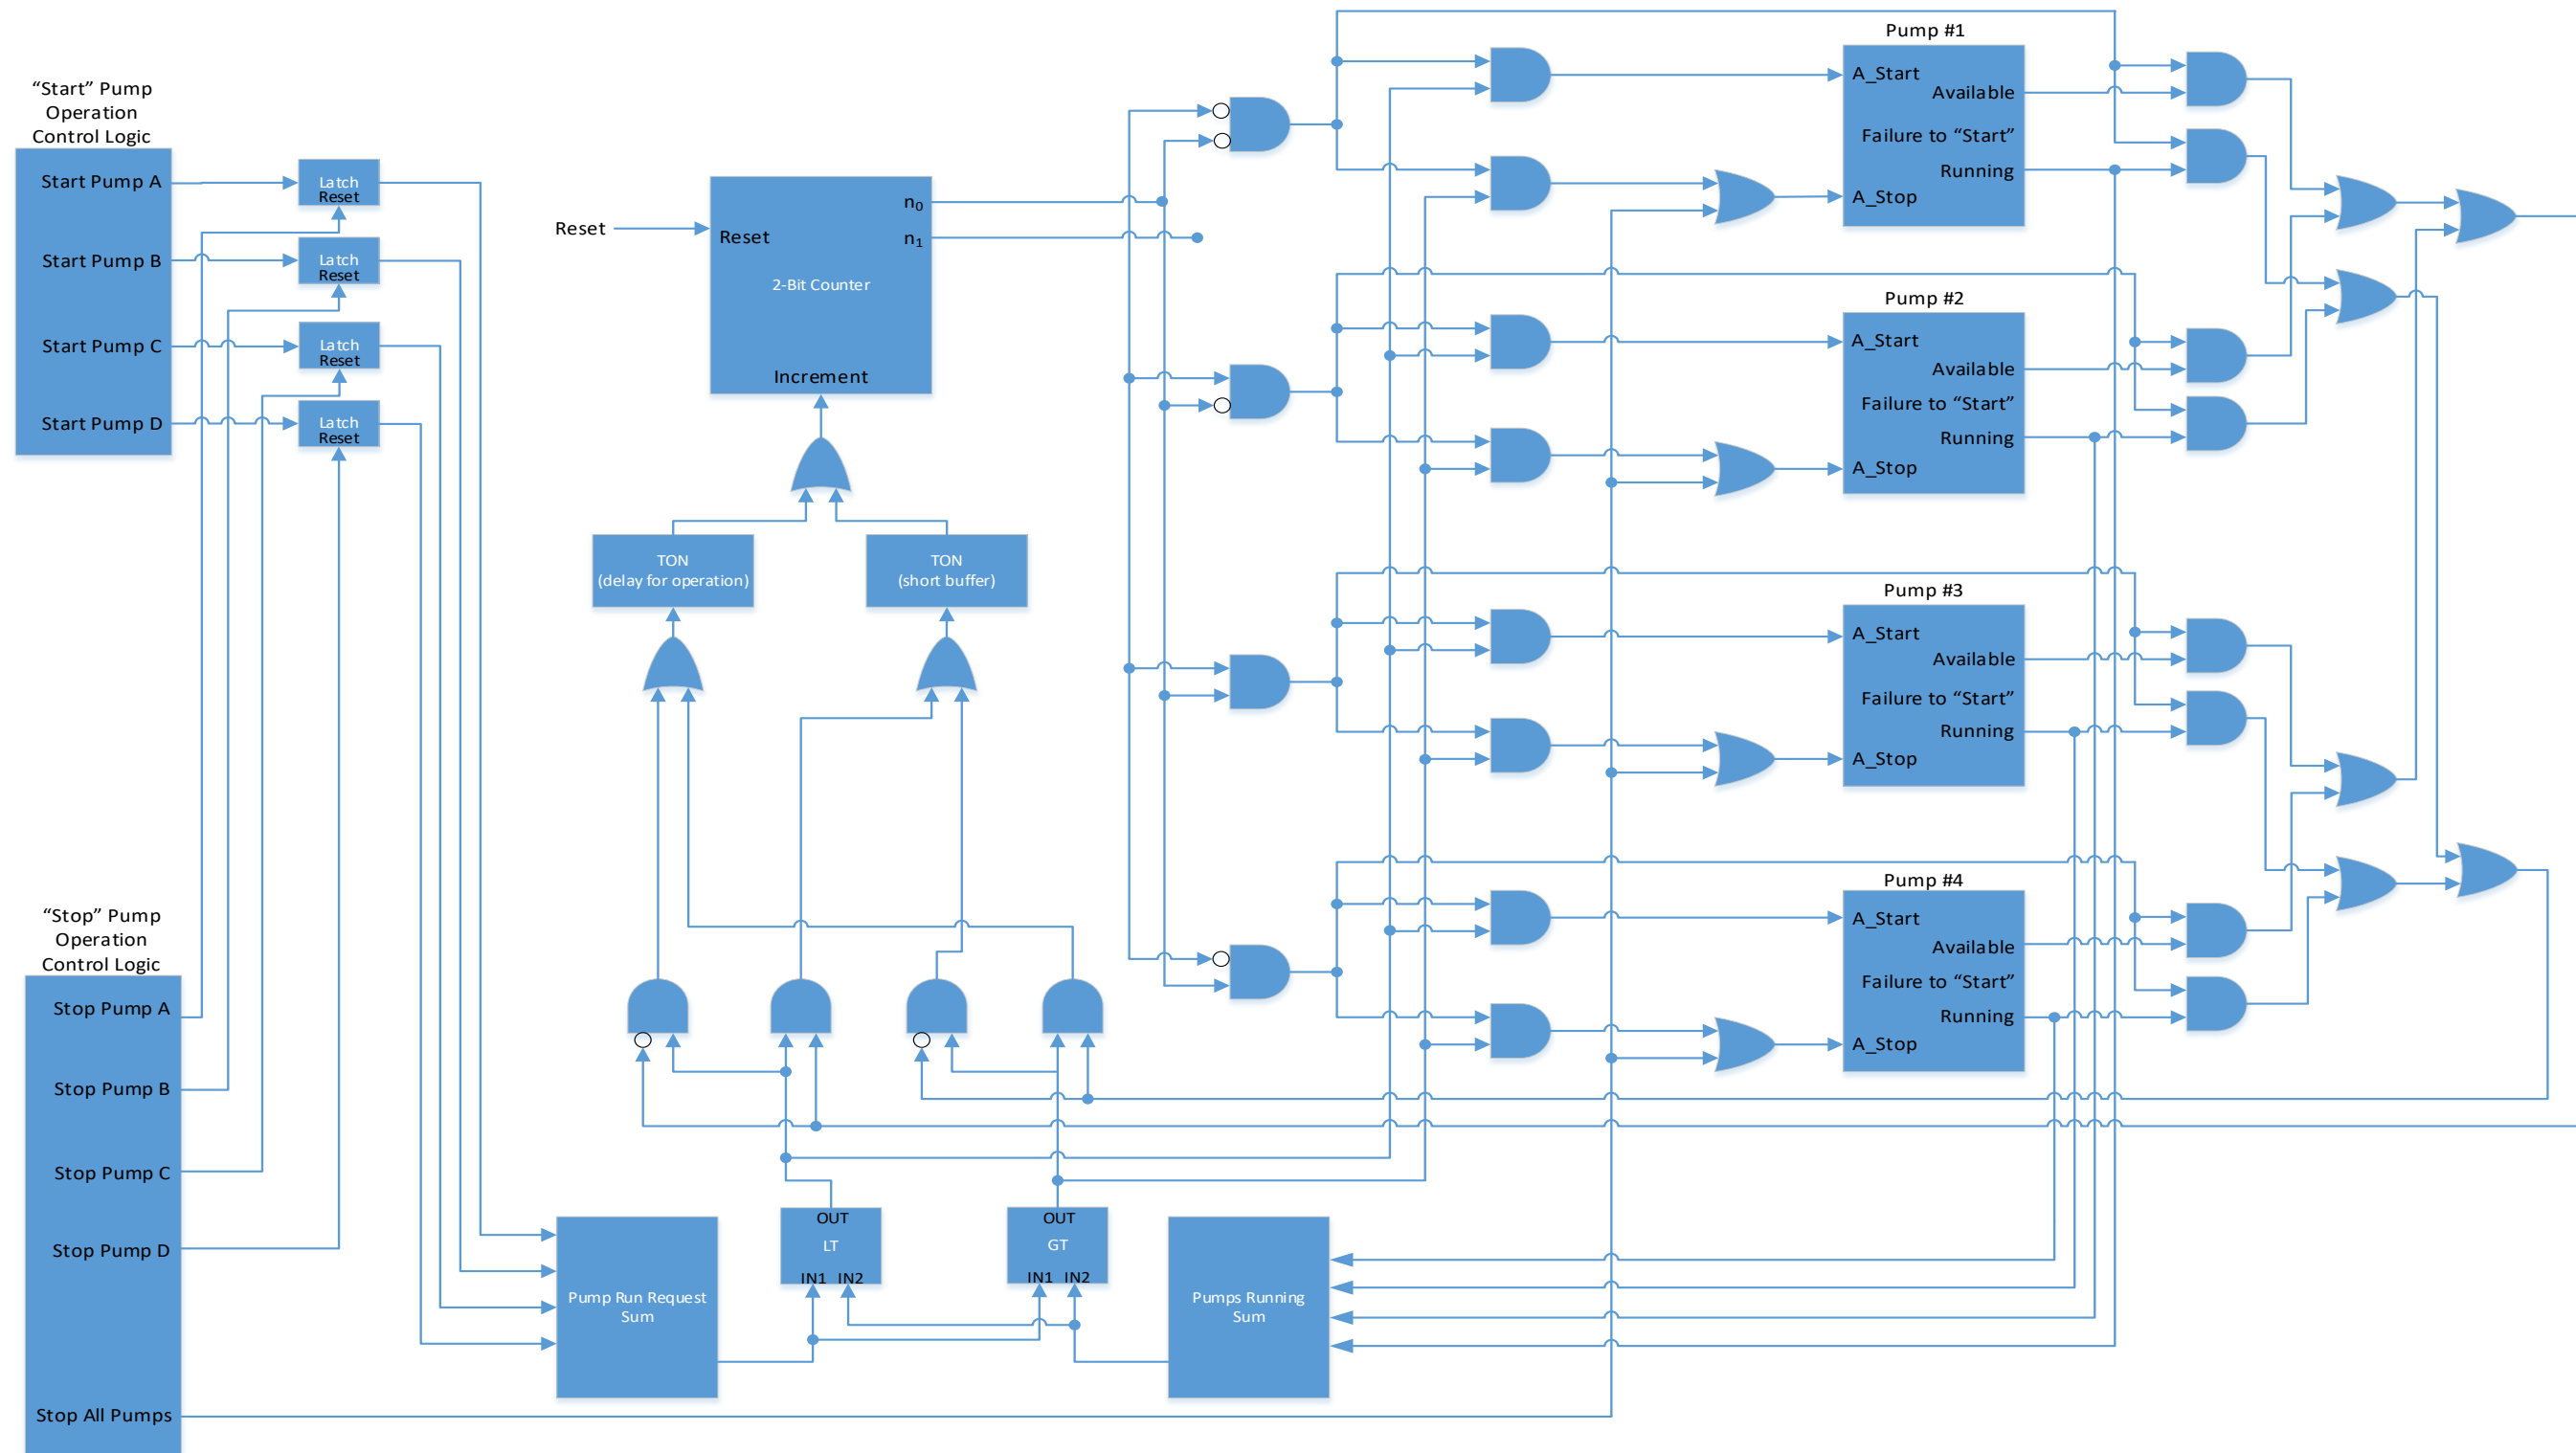 “Start” Pump
Operation
Control Logic
Start Pump A
Start Pump B
Start Pump C
Start Pump D
Latch
Reset
Latch
Reset
Latch
Reset
Latch
Reset
“Stop” Pump
Operation
Control Logic
Stop Pump A
Stop Pump B
Stop Pump C
Stop Pump D
Stop All Pumps
Reset
Reset
n₀
n₁
2-Bit Counter
Increment
TON
(delay for operation)
TON
(short buffer)
Pump Run Request
Sum
OUT
LT
IN1 IN2
OUT
GT
IN1 IN2
Pumps Running
Sum
Pump #1
A_Start
Available
Failure to “Start”
Running
A_Stop
Pump #2
A_Start
Available
Failure to “Start”
Running
A_Stop
Pump #3
A_Start
Available
Failure to “Start”
Running
A_Stop
Pump #4
A_Start
Available
Failure to “Start”
Running
A_Stop